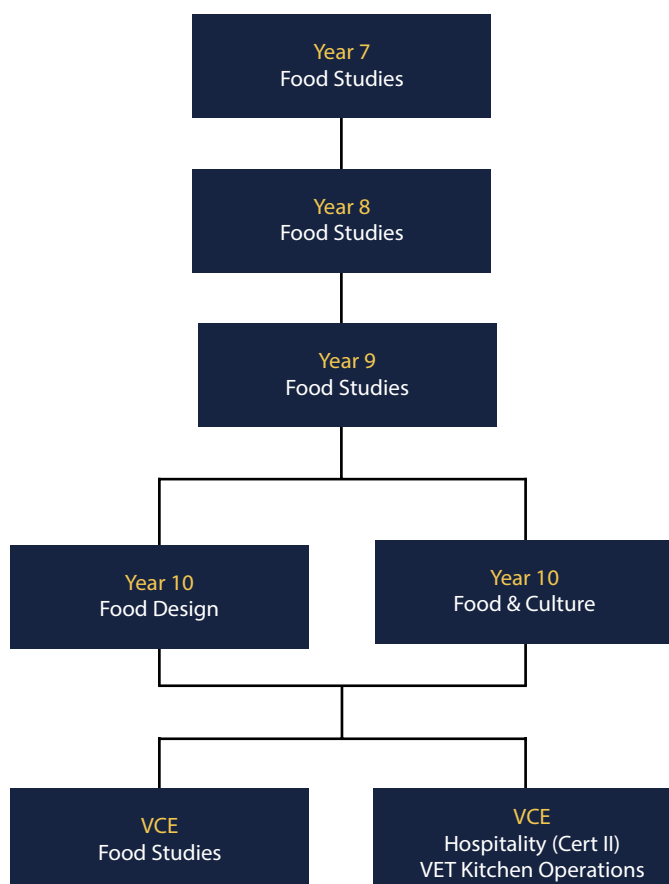 Year 7
Food Studies
Year 8
Food Studies
Year 9
Food Studies
Year 10
Food Design
Year 10
Food & Culture
VCE
Food Studies
VCE
Hospitality (Cert II)
VET Kitchen Operations